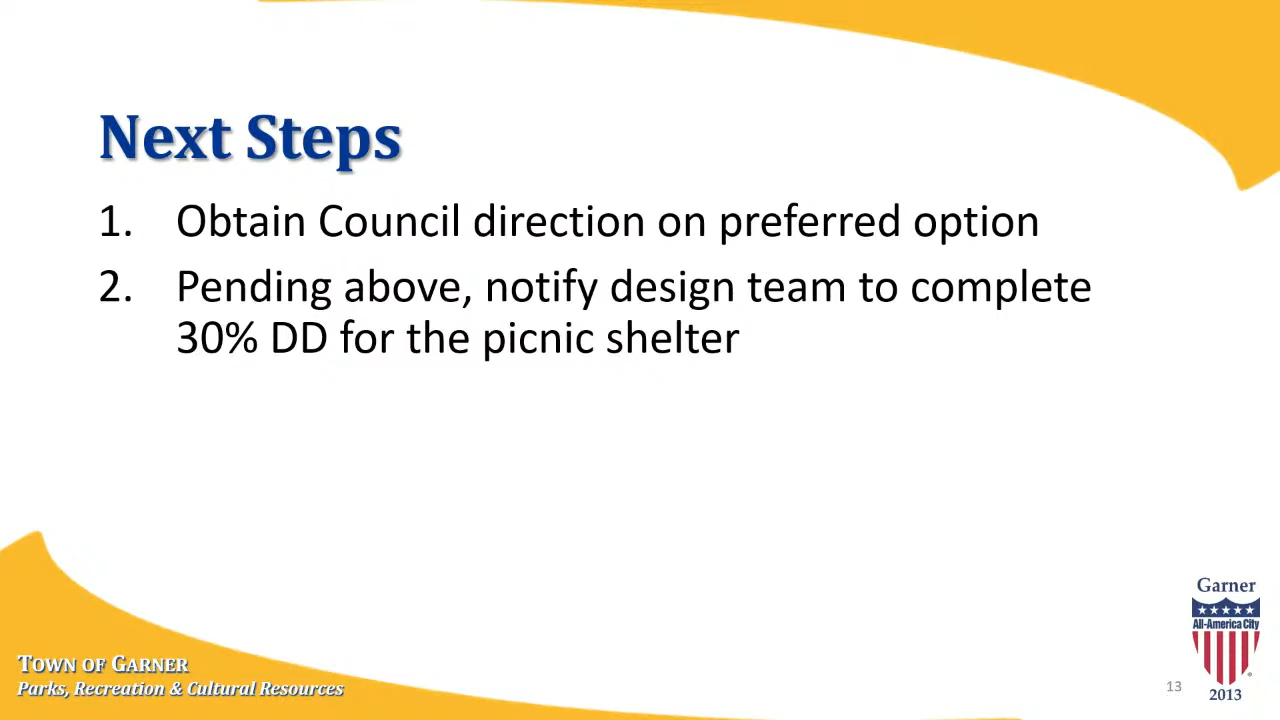 Next Steps
1. Obtain Council direction on preferred option
2. Pending above, notify design team to complete
30% DD for the picnic shelter
TOWN OF GARNER
Parks, Recreation & Cultural Resources
13
Garner
All-America City
2013